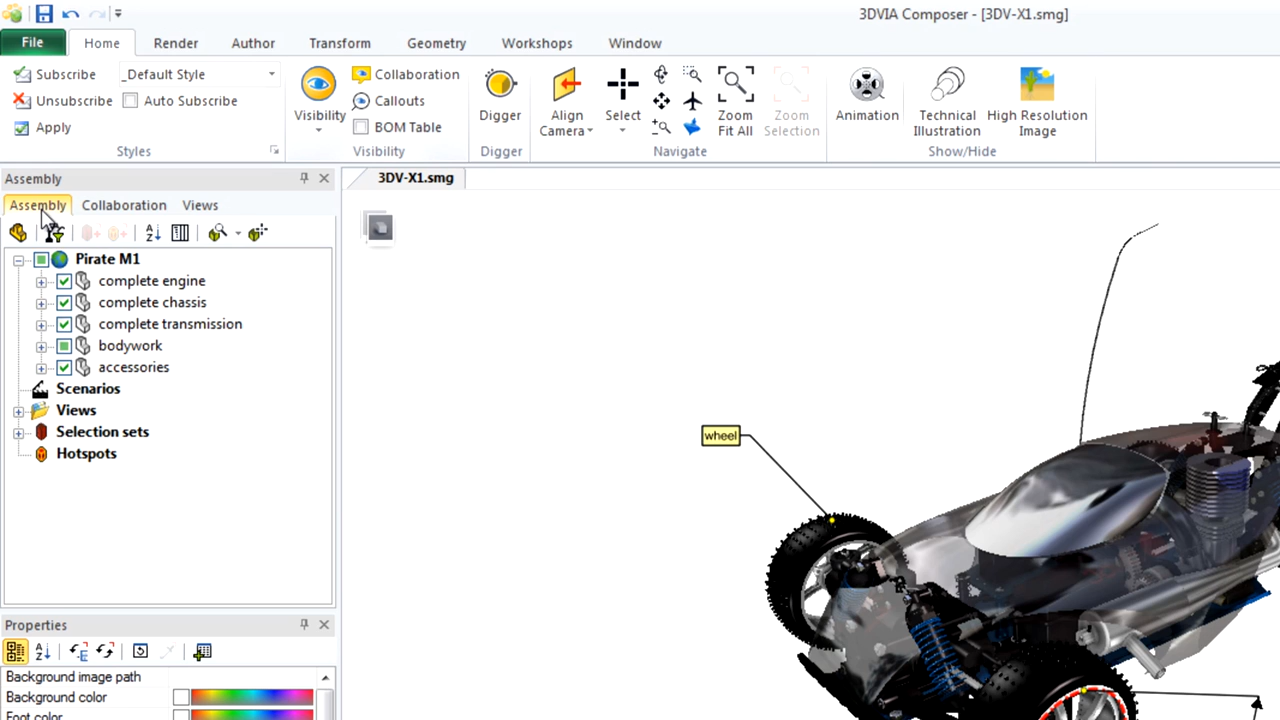 3DVIA Composer - [3DV-X1.smg]
File Home Render Author Transform Geometry Workshops Window
Subscribe
_Default Style
Unsubscribe
Auto Subscribe
Apply
Styles
Visibility
Collaboration
Callouts
BOM Table
Visibility
Digger
Digger
Align Camera
Select
Zoom Fit All
Zoom Selection
Navigate
Animation
Technical Illustration
High Resolution Image
Show/Hide
Assembly
3DV-X1.smg
Assembly Collaboration Views
Pirate M1
complete engine
complete chassis
complete transmission
bodywork
accessories
Scenarios
Views
Selection sets
Hotspots
wheel
Properties
Background image path
Background color
Foot color